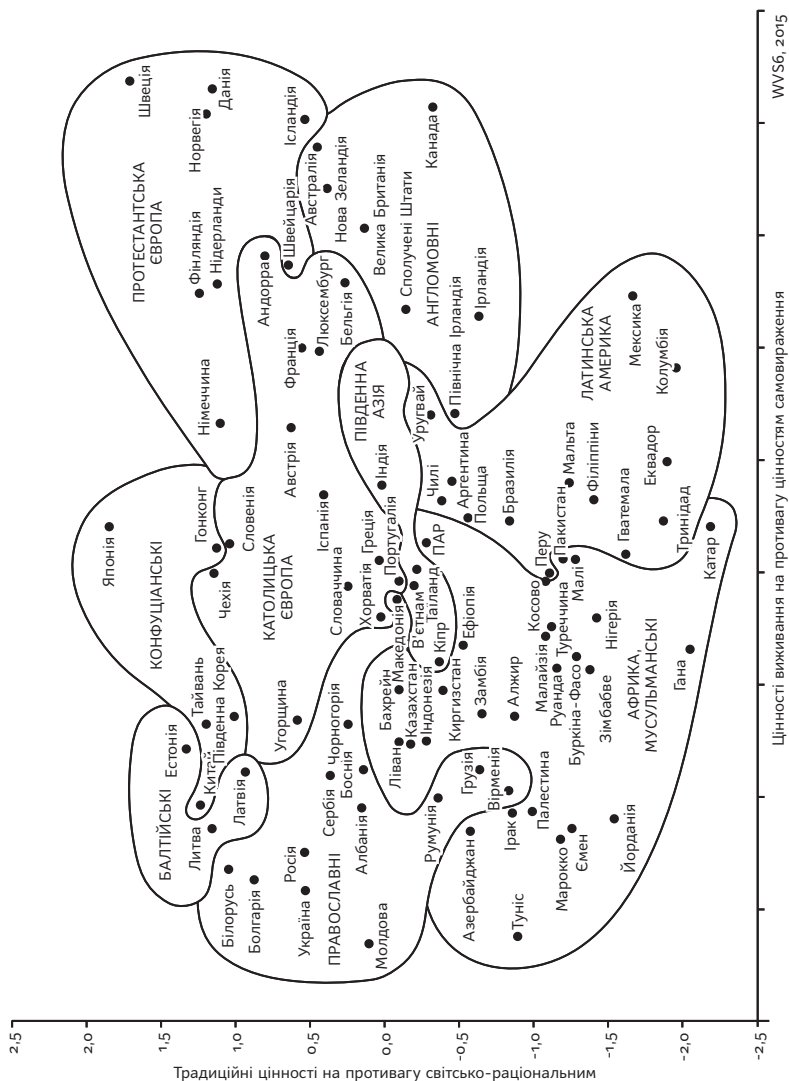 Традиційні цінності на противагу світсько-раціональним
2,5
2,0
1,5
1,0
0,5
0,0
-0,5
-1,0
-1,5
-2,0
-2,5
Цінності виживання на противагу цінностям самовираження
WVS6, 2015
ПРОТЕСТАНТСЬКА
ЄВРОПА
Швеція
Норвегія
Данія
Ісландія
Фінляндія
Нідерланди
Швейцарія
Німеччина
Андорра
АНГЛОМОВНІ
Австралія
Нова Зеландія
Канада
Велика Британія
Сполучені Штати
Ірландія
Північна Ірландія
КАТОЛИЦЬКА
ЄВРОПА
Франція
Люксембург
Бельгія
Австрія
Іспанія
Словенія
Чехія
Словаччина
Хорватія
Греція
Португалія
Угорщина
КОНФУЦІАНСЬКІ
Японія
Гонконг
Тайвань
Південна Корея
Китай
БАЛТІЙСЬКІ
Естонія
Литва
Латвія
ПРАВОСЛАВНІ
Білорусь
Болгарія
Росія
Україна
Молдова
Сербія
Чорногорія
Боснія
Албанія
Румунія
Македонія
Грузія
Вірменія
ПІВДЕННА
АЗІЯ
Індія
В'єтнам
Таїланд
Кіпр
ПАР
ЛАТИНСЬКА
АМЕРИКА
Уругвай
Чилі
Аргентина
Польща
Бразилія
Мексика
Колумбія
Мальта
Філіппіни
Гватемала
Еквадор
Тринідад
Перу
АФРИКА,
МУСУЛЬМАНСЬКІ
Пакистан
Малі
Косово
Туреччина
Малайзія
Руанда
Буркіна-Фасо
Нігерія
Зімбабве
Гана
Катар
Ефіопія
Бахрейн
Ліван
Казахстан
Індонезія
Киргизстан
Замбія
Алжир
Азербайджан
Ірак
Палестина
Марокко
Ємен
Йорданія
Туніс